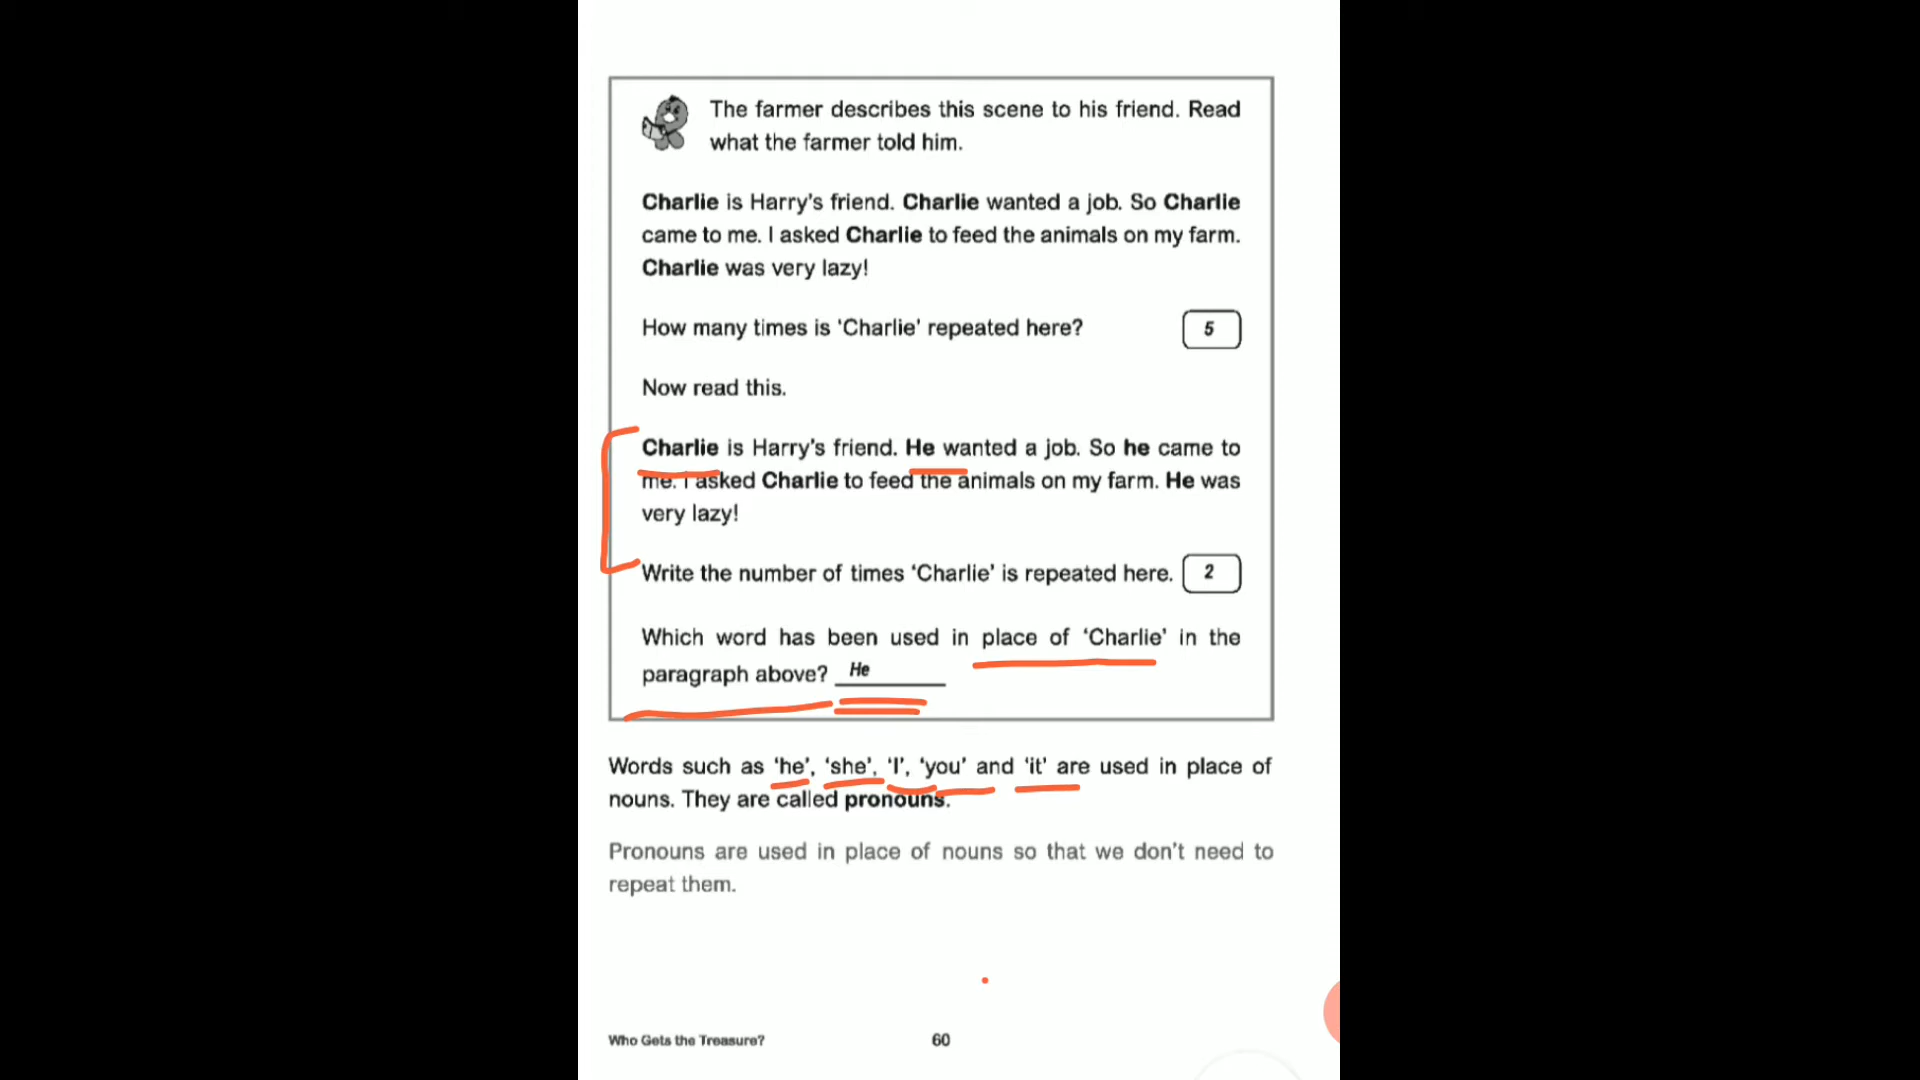 The farmer describes this scene to his friend. Read
what the farmer told him.
Charlie is Harry's friend. Charlie wanted a job. So Charlie
came to me. I asked Charlie to feed the animals on my farm.
Charlie was very lazy!
How many times is ‘Charlie’ repeated here? 5
Now read this.
Charlie is Harry's friend. He wanted a job. So he came to
me. I asked Charlie to feed the animals on my farm. He was
very lazy!
Write the number of times ‘Charlie’ is repeated here. 2
Which word has been used in place of ‘Charlie’ in the
paragraph above? He
Words such as ‘he’, ‘she’, ‘I’, ‘you’ and ‘it’ are used in place of
nouns. They are called pronouns.
Pronouns are used in place of nouns so that we don't need to
repeat them.
Who Gets the Treasure? 60